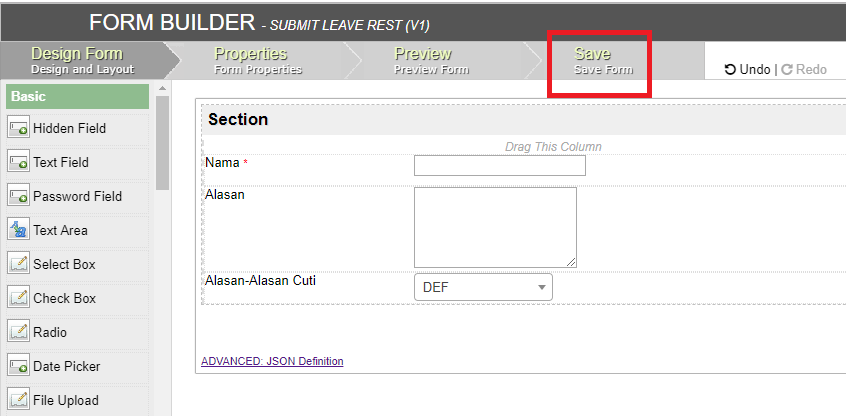 FORM BUILDER - SUBMIT LEAVE REST (V1)
Design Form
Design and Layout
Properties
Form Properties
Preview
Preview Form
Save
Save Form
Undo | Redo
Basic
Hidden Field
Text Field
Password Field
Text Area
Select Box
Check Box
Radio
Date Picker
File Upload
Section
Drag This Column
Nama *
Alasan
Alasan-Alasan Cuti
DEF
ADVANCED: JSON Definition